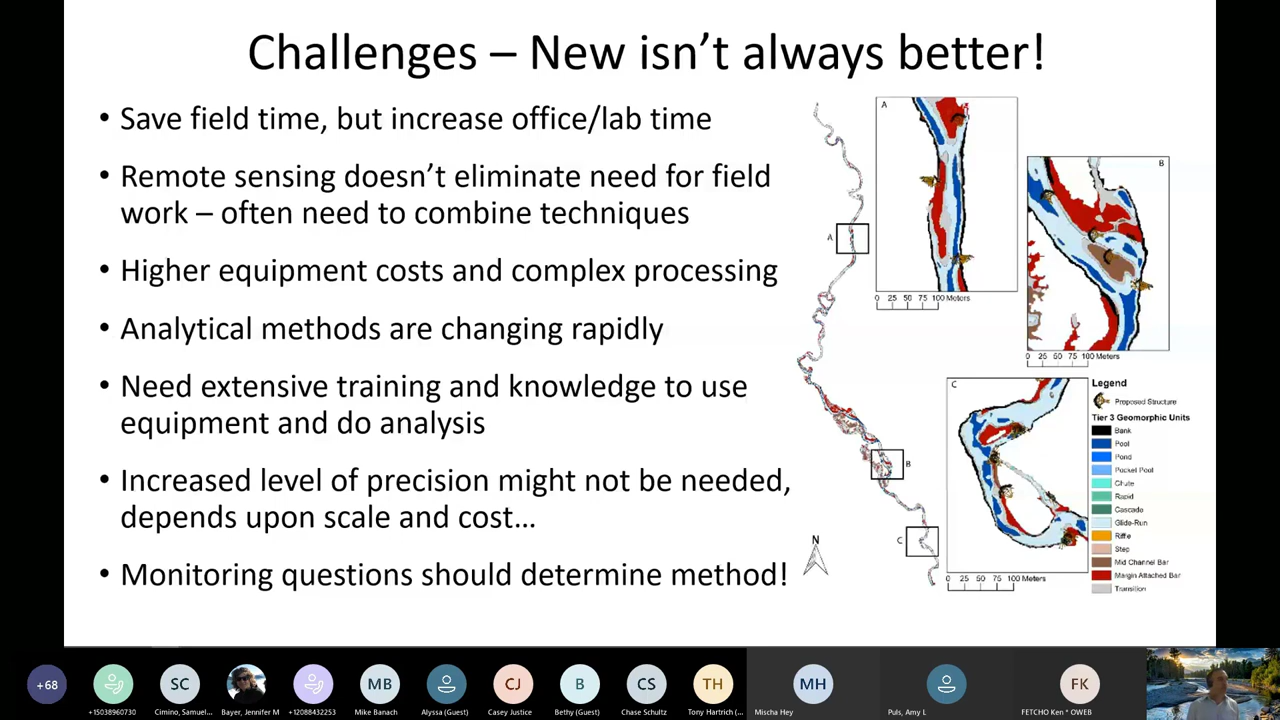 Challenges – New isn't always better!
• Save field time, but increase office/lab time
• Remote sensing doesn't eliminate need for field
work – often need to combine techniques
• Higher equipment costs and complex processing
• Analytical methods are changing rapidly
• Need extensive training and knowledge to use
equipment and do analysis
• Increased level of precision might not be needed,
depends upon scale and cost...
• Monitoring questions should determine method!
A
B
C
N
A
0 25 50 75 100 Meters
B
0 25 50 75 100 Meters
C
0 25 50 75 100 Meters
Legend
Proposed Structure
Tier 3 Geomorphic Units
Bank
Pool
Pond
Pocket Pool
Chute
Rapid
Cascade
Glide-Run
Riffle
Step
Mid Channel Bar
Margin Attached Bar
Transition
+68
SC
MB
CJ
B
CS
TH
MH
FK
+15038960730
Cimino, Samuel...
Bayer, Jennifer M
+12088432253
Mike Banach
Alyssa (Guest)
Casey Justice
Bethy (Guest)
Chase Schultz
Tony Hartrich (...
Mischa Hey
Puls, Amy L
FETCHO Ken * OWEB